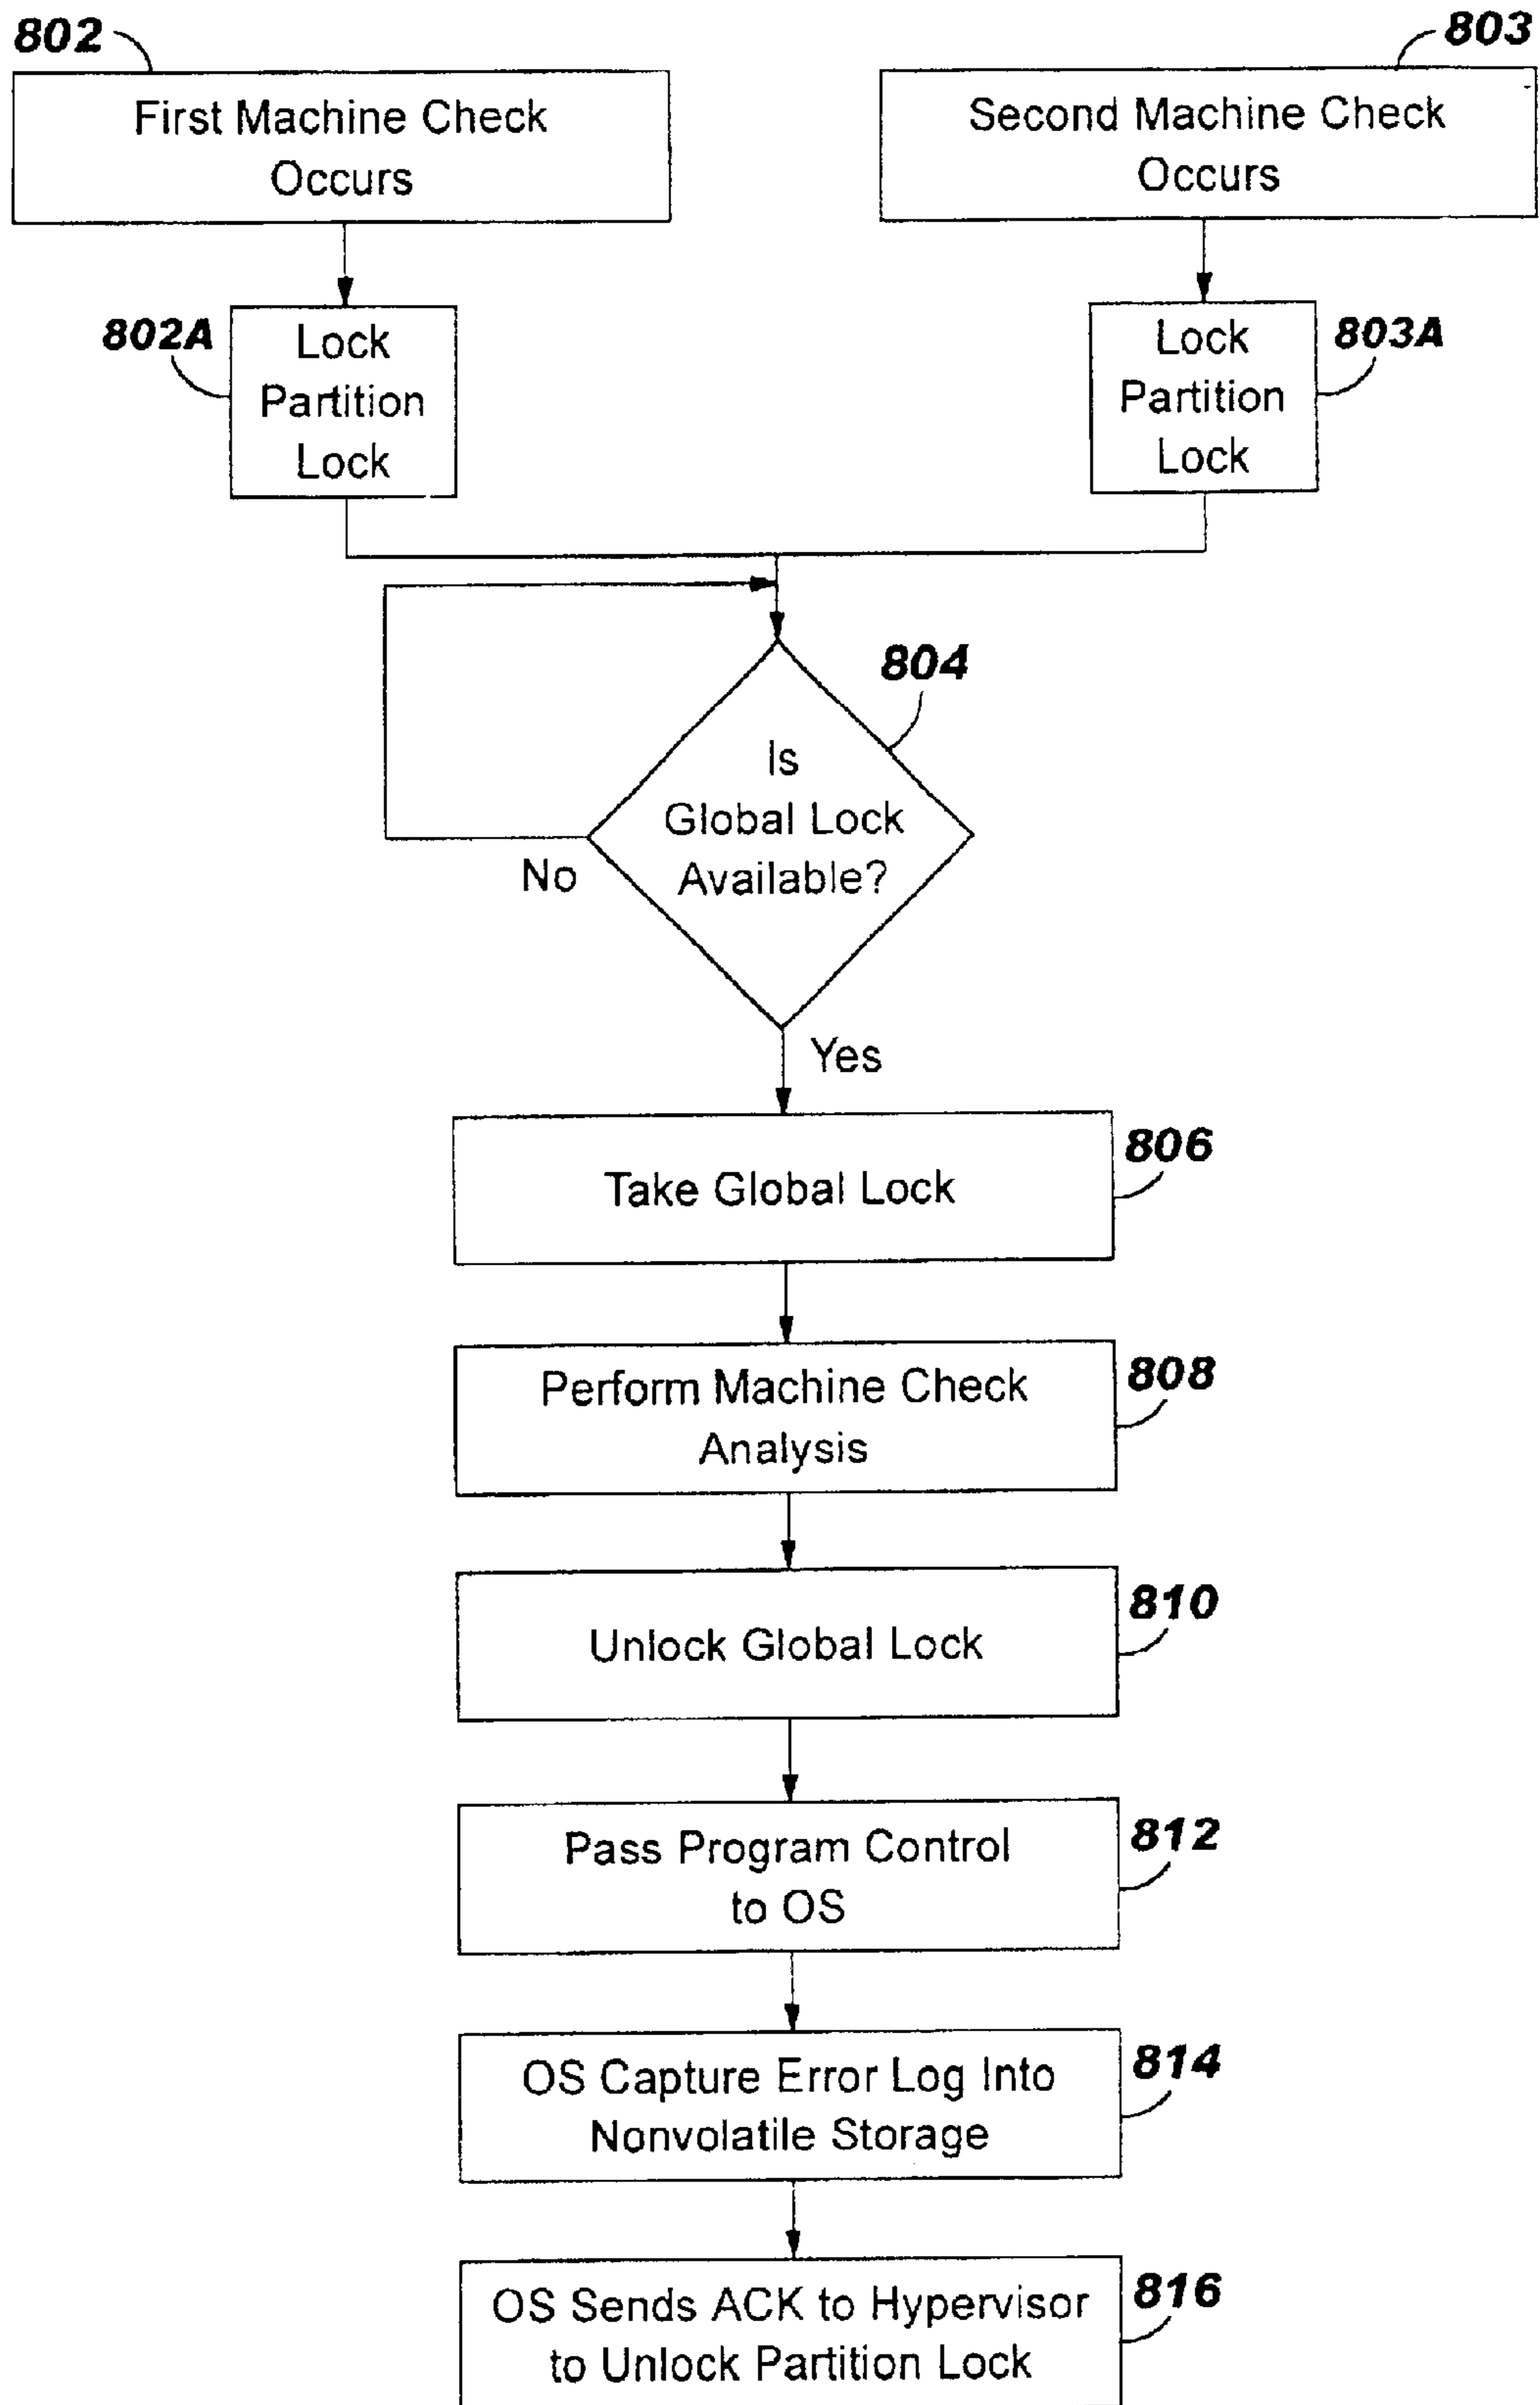 802
803
First Machine Check
Occurs
Second Machine Check
Occurs
802A
Lock
Partition
Lock
Lock
Partition
Lock
803A
804
Is
Global Lock
Available?
No
Yes
Take Global Lock
806
Perform Machine Check
Analysis
808
Unlock Global Lock
810
Pass Program Control
to OS
812
OS Capture Error Log Into
Nonvolatile Storage
814
OS Sends ACK to Hypervisor
to Unlock Partition Lock
816